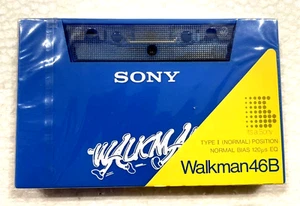 SONY
WALKMAN
TYPE I (NORMAL) POSITION
NORMAL BIAS 120μs EQ
Walkman46B